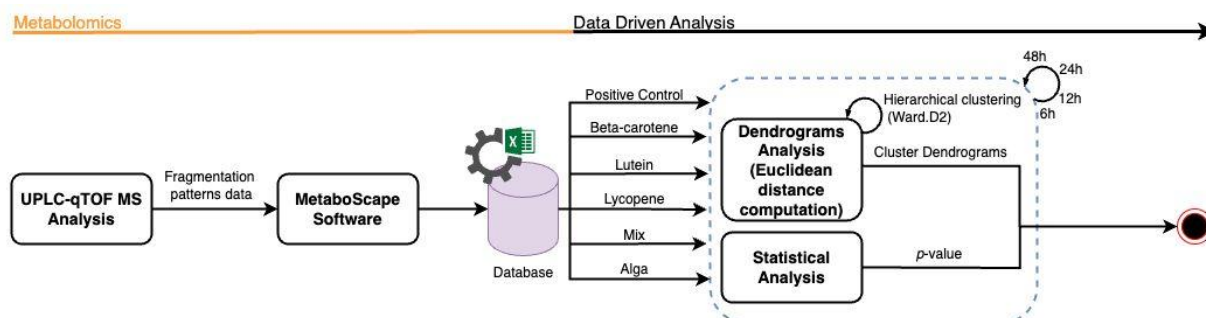 Metabolomics
Data Driven Analysis
48h
24h
12h
6h
Positive Control
Beta-carotene
Lutein
Lycopene
Mix
Alga
Hierarchical clustering
(Ward.D2)
Dendrograms
Analysis
(Euclidean
distance
computation)
Cluster Dendrograms
UPLC-qTOF MS
Analysis
Fragmentation
patterns data
MetaboScape
Software
X
Database
Statistical
Analysis
p-value